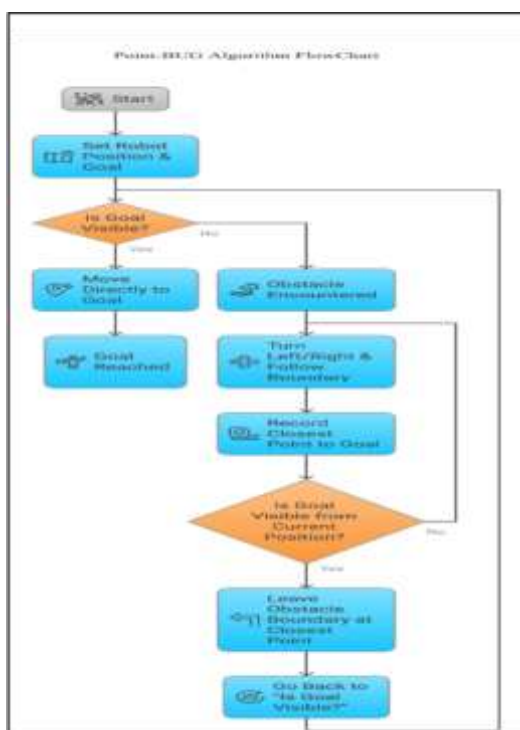 Point-BUG Algorithm FlowChart
Start
Set Robot
Position &
Goal
Is Goal
Visible?
No
Yes
Move
Directly to
Goal
Obstacle
Encountered
Goal
Reached
Turn
Left/Right &
Follow
Boundary
Record
Closest
Point to Goal
Is Goal
Visible from
Current
Position?
No
Yes
Leave
Obstacle
Boundary at
Closest
Point
Go Back to
"Is Goal
Visible?"